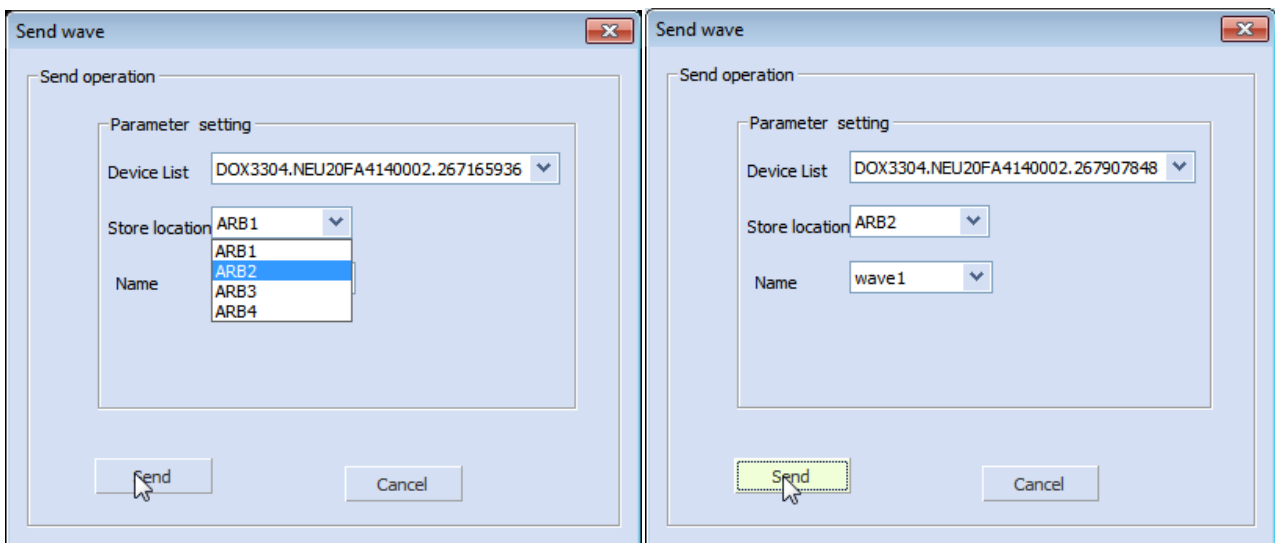 Send wave
Send operation
Parameter setting
Device List DOX3304.NEU20FA4140002.267165936
Store location ARB1
ARB1
ARB2
Name
ARB3
ARB4
Send Cancel
Send wave
Send operation
Parameter setting
Device List DOX3304.NEU20FA4140002.267907848
Store location ARB2
Name wave1
Send Cancel